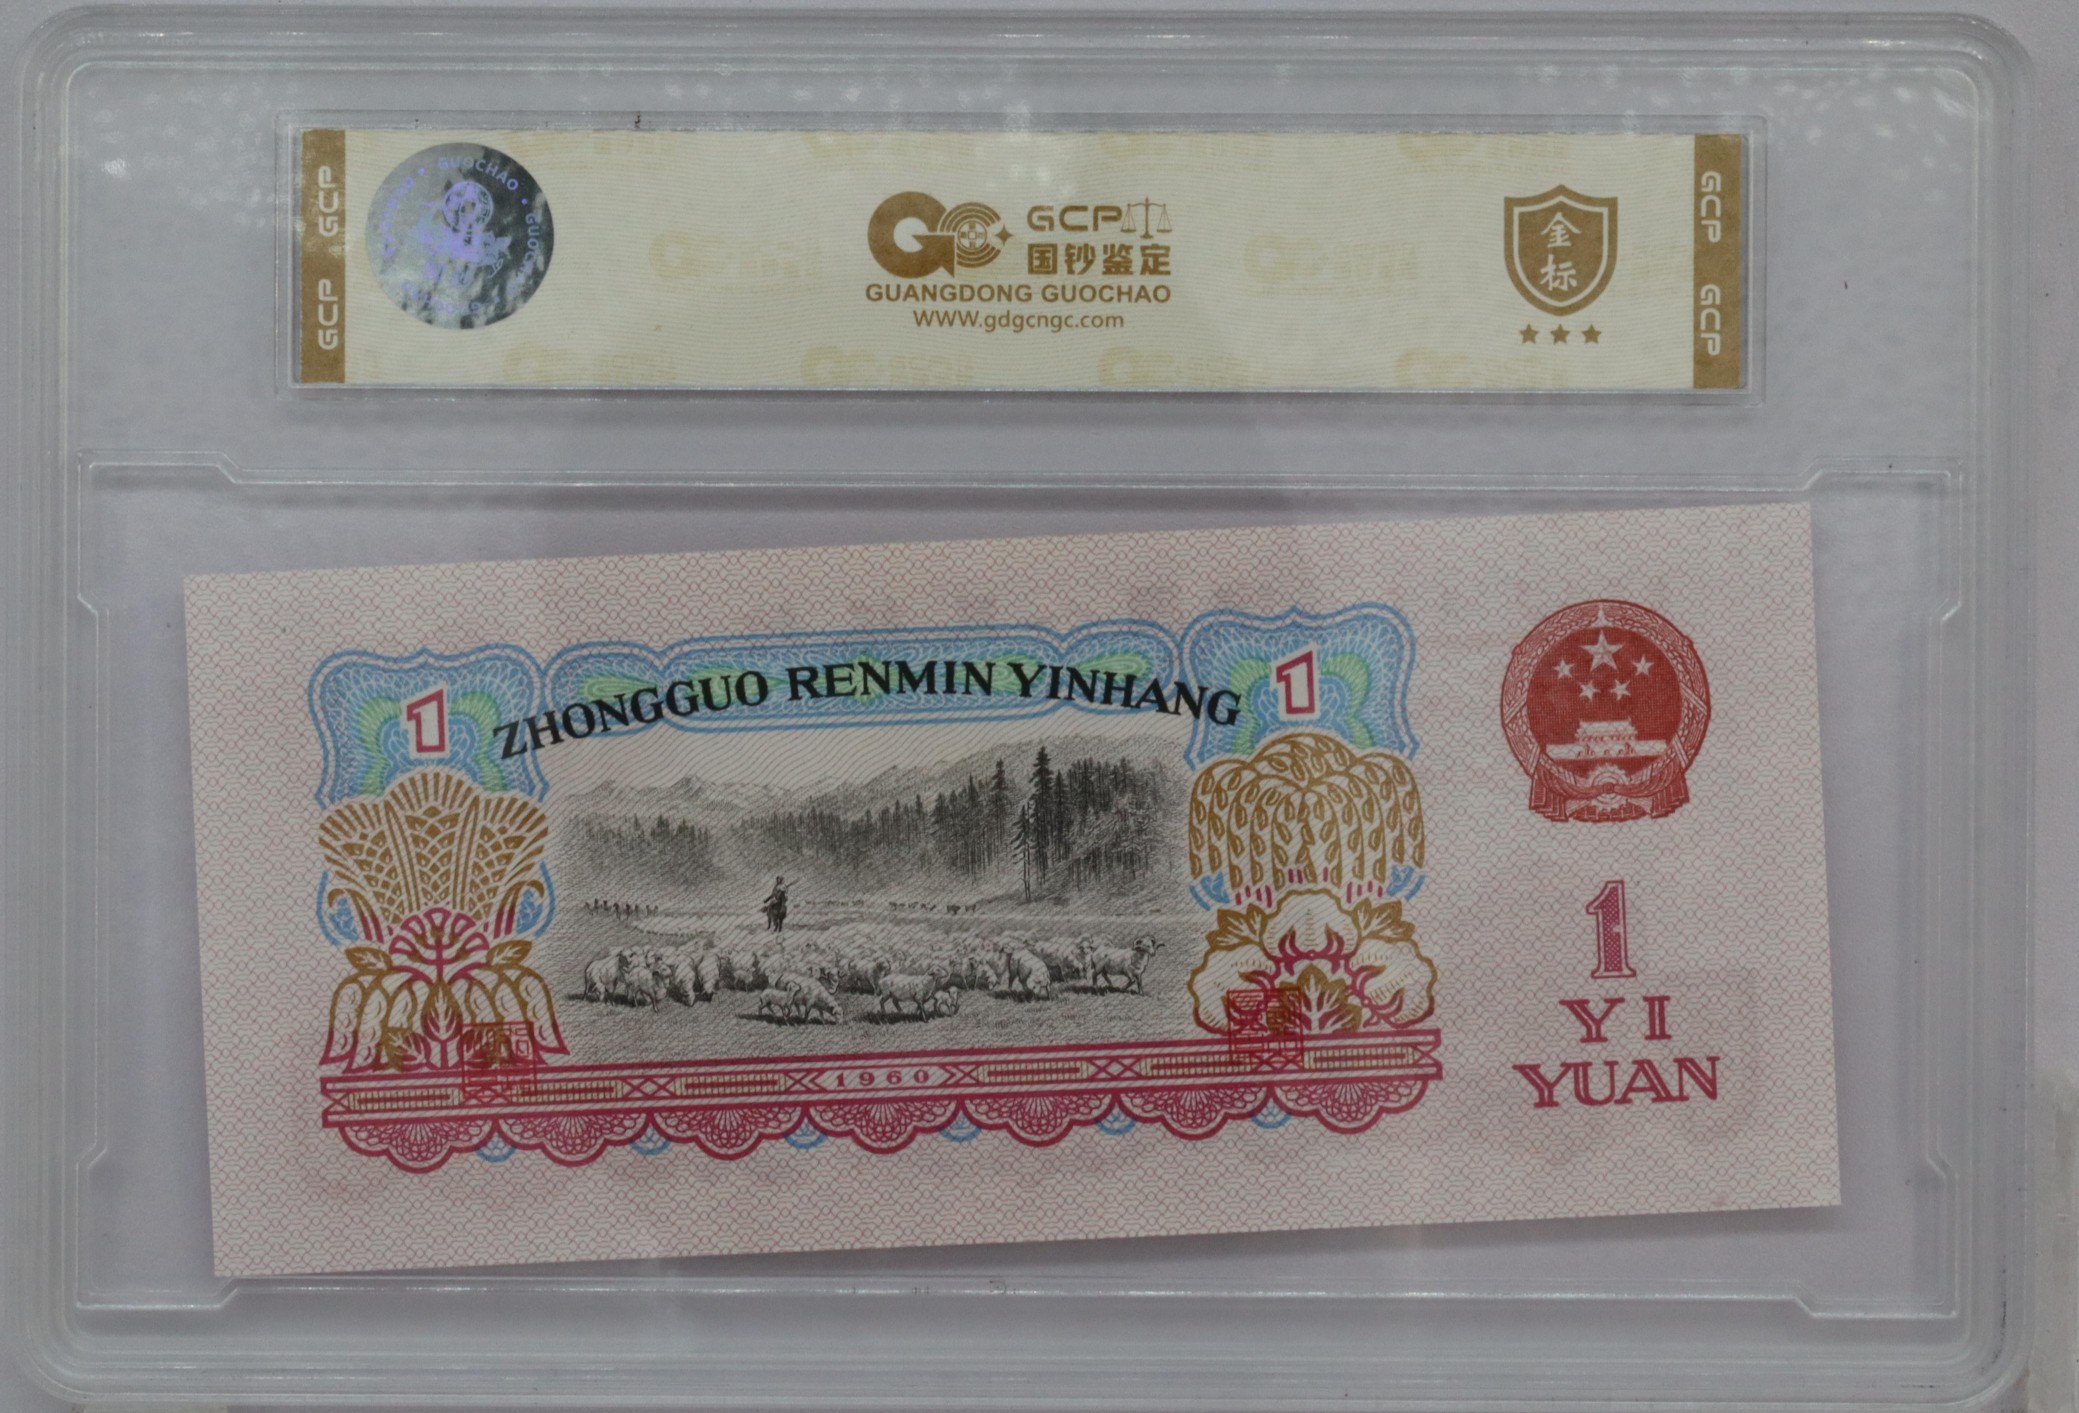 GCP GCP
GUOCHAO
GCP
国钞鉴定
GUANGDONG GUOCHAO
www.gdgcngc.com
金标
GCP GCP
1
ZHONGGUO RENMIN YINHANG
1
1
YI
YUAN
1960